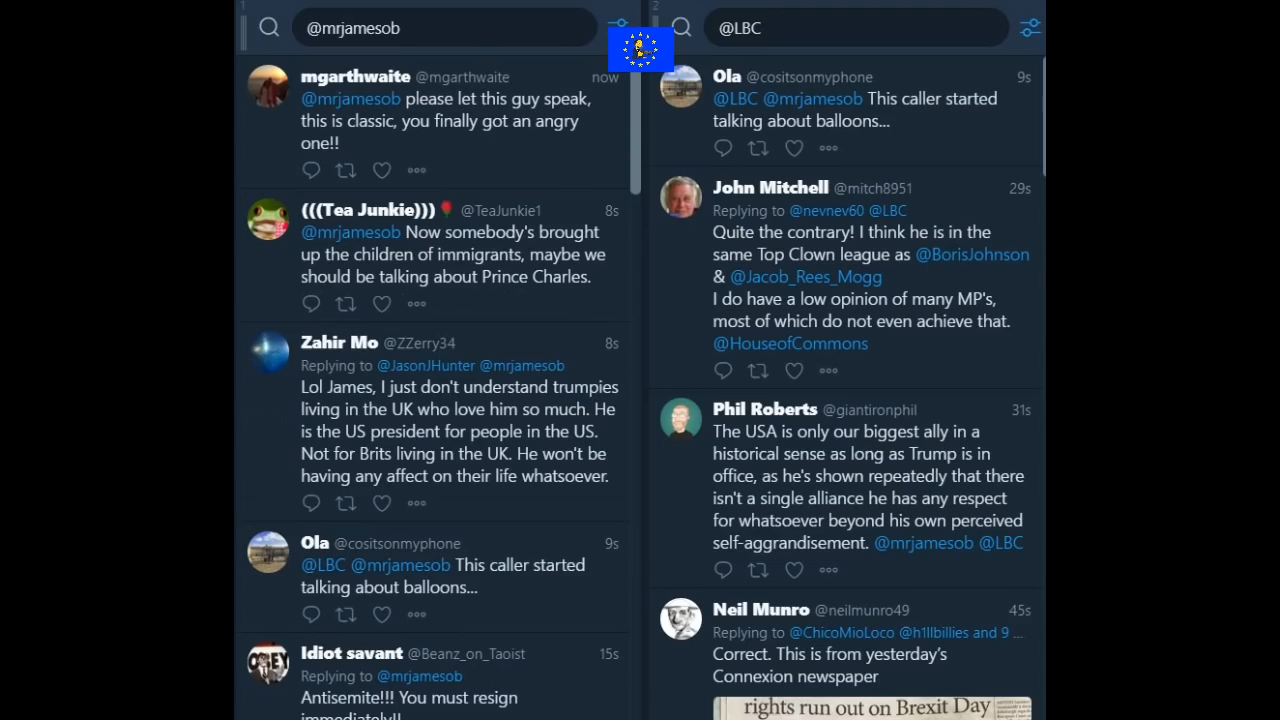 1
@mrjamesob
mgarthwaite @mgarthwaite now
@mrjamesob please let this guy speak,
this is classic, you finally got an angry
one!!
(((Tea Junkie)))🌹 @TeaJunkie1 8s
@mrjamesob Now somebody's brought
up the children of immigrants, maybe we
should be talking about Prince Charles.
Zahir Mo @ZZerry34 8s
Replying to @JasonJHunter @mrjamesob
Lol James, I just don't understand trumpies
living in the UK who love him so much. He
is the US president for people in the US.
Not for Brits living in the UK. He won't be
having any affect on their life whatsoever.
Ola @cositsonmyphone 9s
@LBC @mrjamesob This caller started
talking about balloons...
Idiot savant @Beanz_on_Taoist 15s
OBEY
Replying to @mrjamesob
Antisemite!!! You must resign
immediately!!
2
@LBC
Ola @cositsonmyphone 9s
@LBC @mrjamesob This caller started
talking about balloons...
John Mitchell @mitch8951 29s
Replying to @nevnev60 @LBC
Quite the contrary! I think he is in the
same Top Clown league as @BorisJohnson
& @Jacob_Rees_Mogg
I do have a low opinion of many MP's,
most of which do not even achieve that.
@HouseofCommons
Phil Roberts @giantironphil 31s
The USA is only our biggest ally in a
historical sense as long as Trump is in
office, as he's shown repeatedly that there
isn't a single alliance he has any respect
for whatsoever beyond his own perceived
self-aggrandisement. @mrjamesob @LBC
Neil Munro @neilmunro49 45s
Replying to @ChicoMioLoco @h1llbillies and 9 ...
Correct. This is from yesterday's
Connexion newspaper
rights run out on Brexit Day